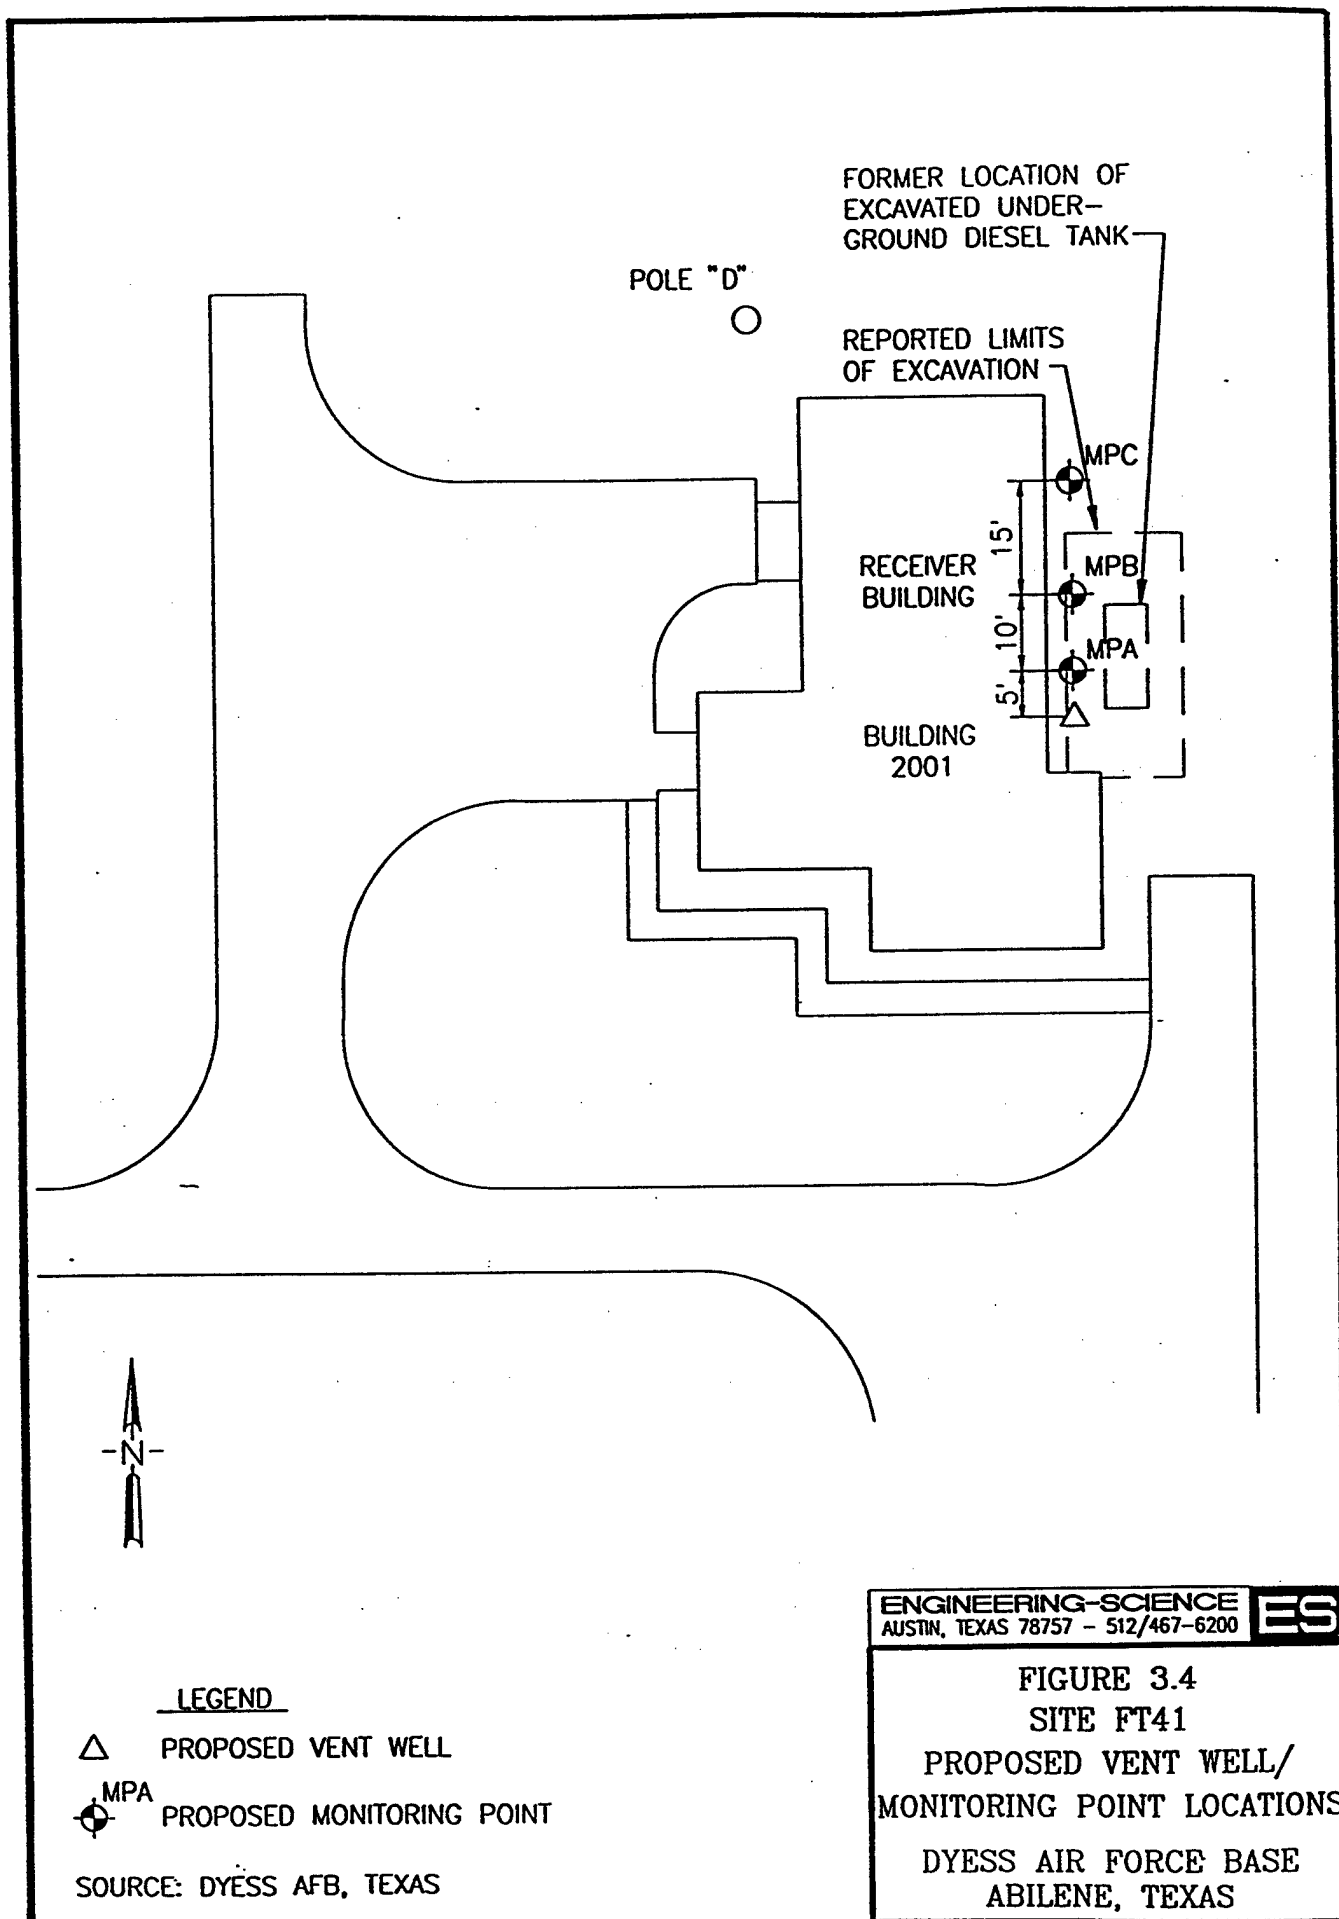 FORMER LOCATION OF
EXCAVATED UNDER-
GROUND DIESEL TANK
POLE "D"
REPORTED LIMITS
OF EXCAVATION
MPC
15'
RECEIVER
BUILDING
MPB
10'
MPA
5'
BUILDING
2001
-N-
ENGINEERING-SCIENCE
AUSTIN, TEXAS 78757 - 512/467-6200
ES
FIGURE 3.4
SITE FT41
PROPOSED VENT WELL/
MONITORING POINT LOCATIONS
DYESS AIR FORCE BASE
ABILENE, TEXAS
LEGEND
PROPOSED VENT WELL
MPA
PROPOSED MONITORING POINT
SOURCE: DYESS AFB, TEXAS